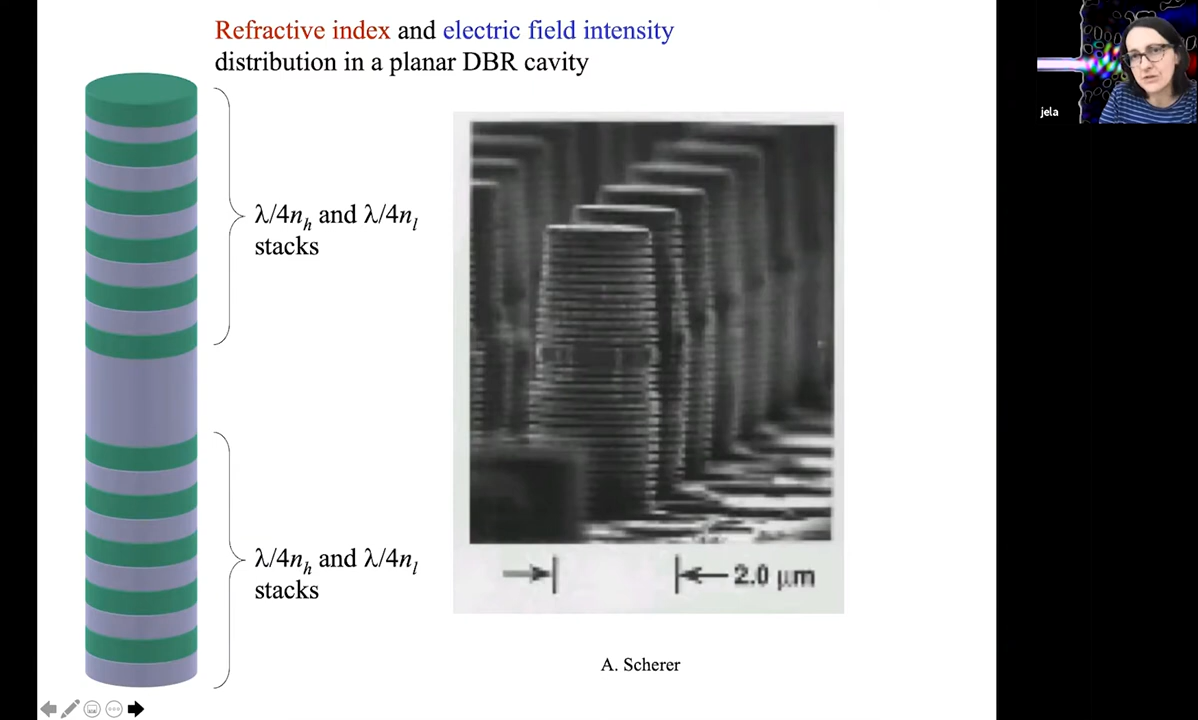 Refractive index and electric field intensity
distribution in a planar DBR cavity
jela
λ/4nₕ and λ/4nₗ
stacks
λ/4nₕ and λ/4nₗ
stacks
2.0 μm
A. Scherer